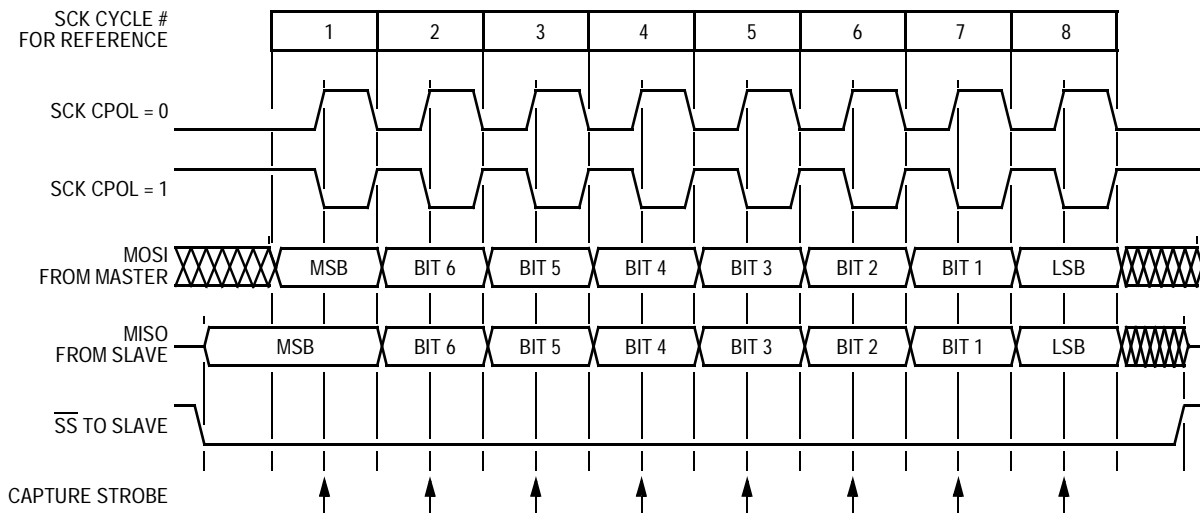 SCK CYCLE #
FOR REFERENCE
1 2 3 4 5 6 7 8
SCK CPOL = 0
SCK CPOL = 1
MOSI
FROM MASTER
MSB BIT 6 BIT 5 BIT 4 BIT 3 BIT 2 BIT 1 LSB
MISO
FROM SLAVE
MSB BIT 6 BIT 5 BIT 4 BIT 3 BIT 2 BIT 1 LSB
SS TO SLAVE
CAPTURE STROBE